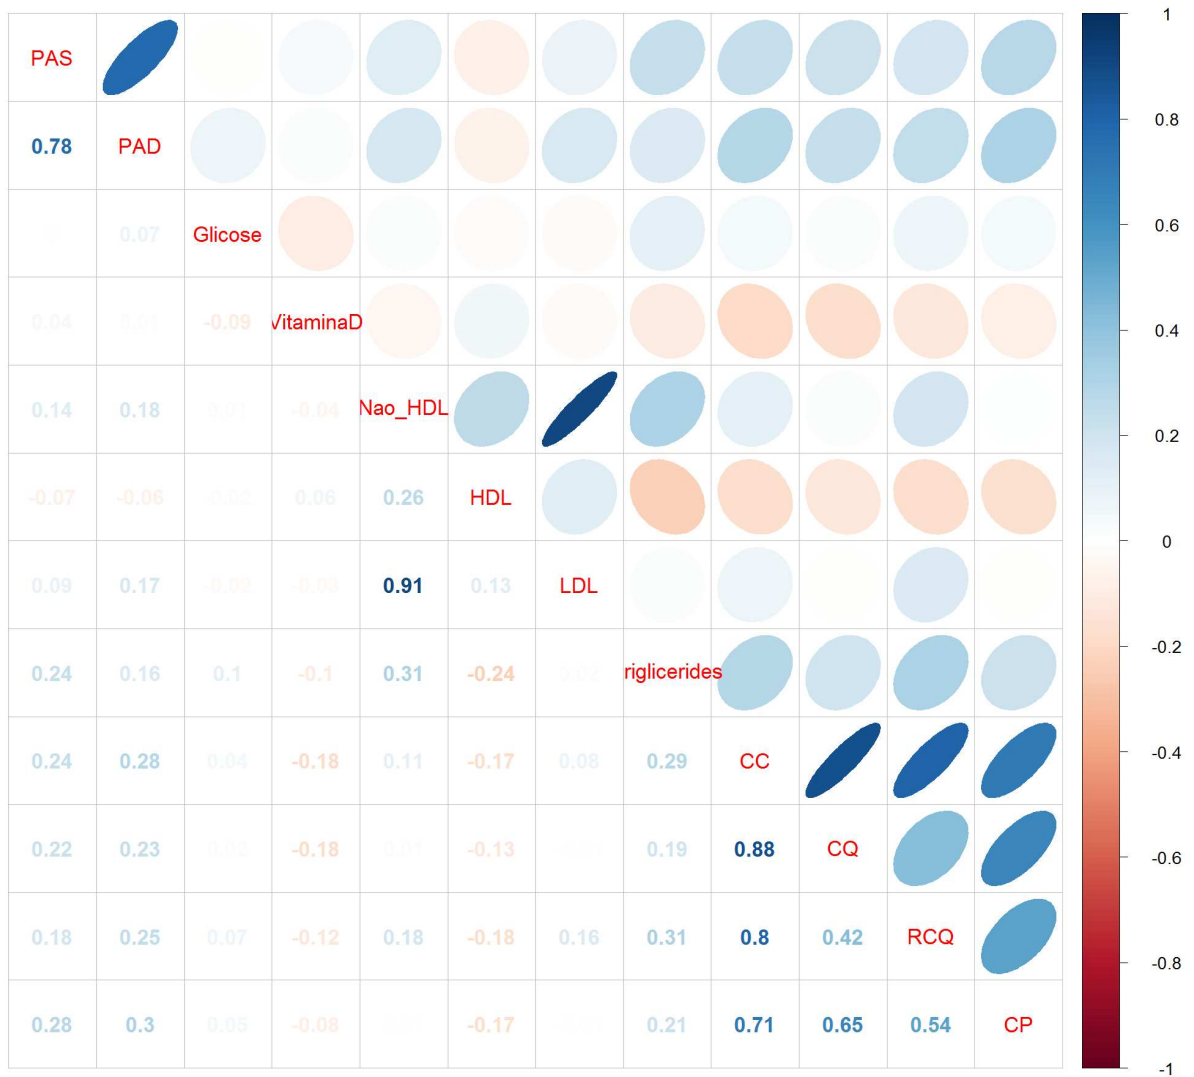 PAS 1
0.78 PAD 0.8
0.07 Glicose 0.6
0.04 -0.09 VitaminaD 0.4
0.14 0.18 -0.04 Nao_HDL 0.2
-0.07 -0.06 0.06 0.26 HDL
0
0.09 0.17 0.91 0.13 LDL
-0.2
0.24 0.16 0.1 -0.1 0.31 -0.24 riglicerides
0.24 0.28 0.04 -0.18 0.11 -0.17 0.08 0.29 CC -0.4
0.22 0.23 -0.18 -0.13 0.19 0.88 CQ -0.6
0.18 0.25 0.07 -0.12 0.18 -0.18 0.16 0.31 0.8 0.42 RCQ -0.8
0.28 0.3 0.05 -0.08 -0.17 0.21 0.71 0.65 0.54 CP
-1